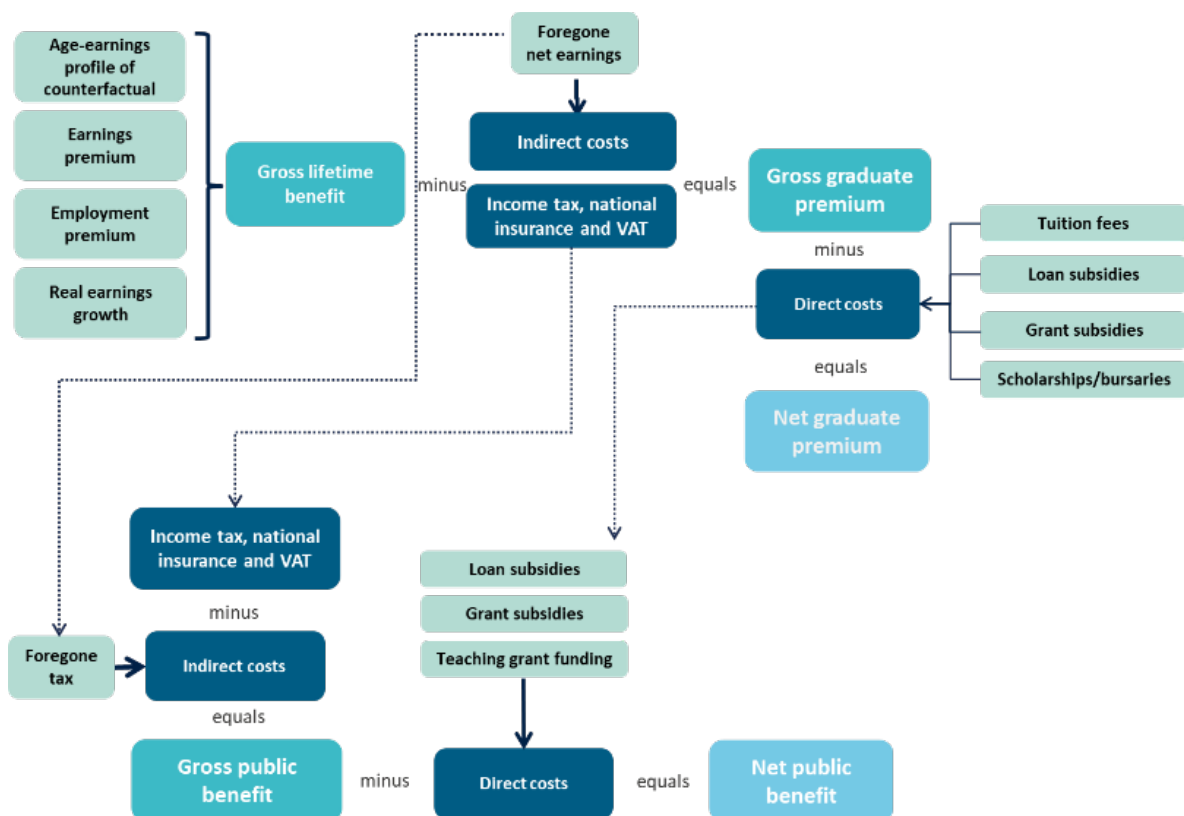 Age-earnings
profile of
counterfactual
Earnings
premium
Employment
premium
Real earnings
growth
Gross lifetime
benefit
minus
Foregone
net earnings
Indirect costs
Income tax, national
insurance and VAT
equals
Gross graduate
premium
minus
Direct costs
equals
Net graduate
premium
Tuition fees
Loan subsidies
Grant subsidies
Scholarships/bursaries
Income tax, national
insurance and VAT
minus
Foregone
tax
Indirect costs
equals
Gross public
benefit
minus
Loan subsidies
Grant subsidies
Teaching grant funding
Direct costs
equals
Net public
benefit